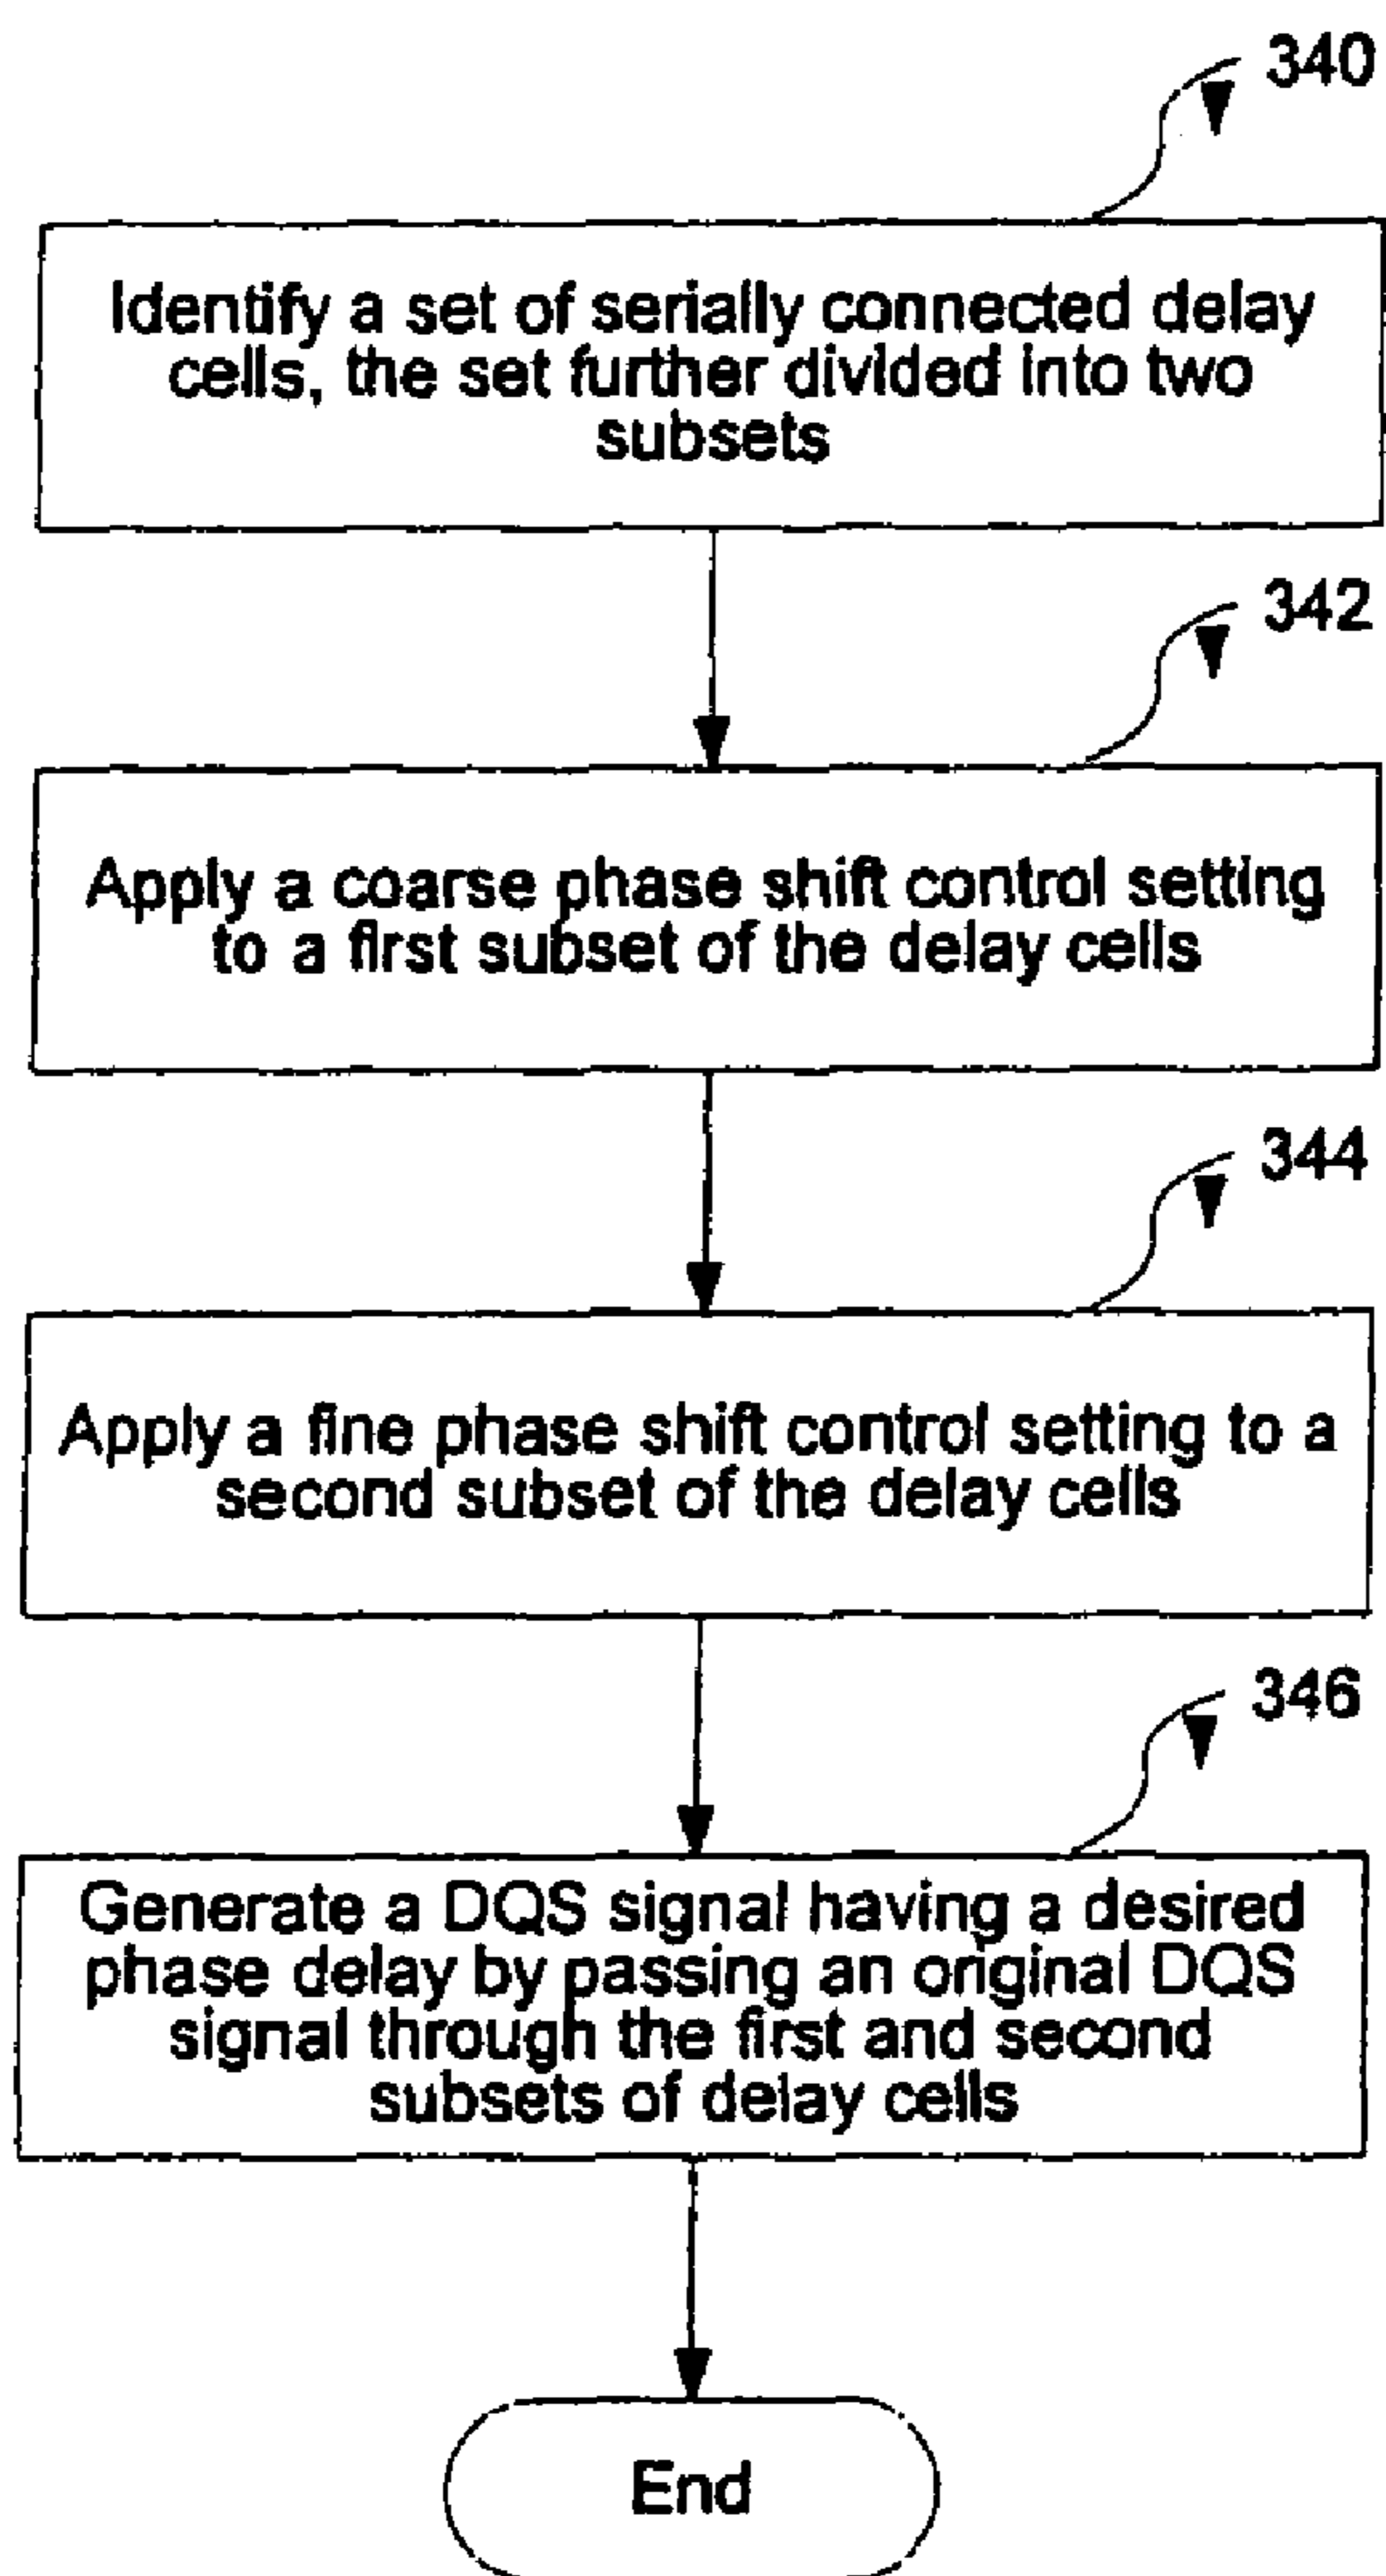 340
Identify a set of serially connected delay
cells, the set further divided into two
subsets
342
Apply a coarse phase shift control setting
to a first subset of the delay cells
344
Apply a fine phase shift control setting to a
second subset of the delay cells
346
Generate a DQS signal having a desired
phase delay by passing an original DQS
signal through the first and second
subsets of delay cells
End